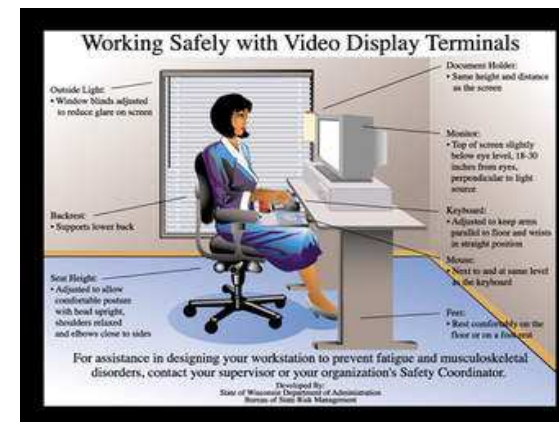 Working Safely with Video Display Terminals
Outside Light:
• Window blinds adjusted
to reduce glare on screen
Backrest:
• Supports lower back
Seat Height:
• Adjusted to allow
comfortable posture
with head upright,
shoulders relaxed
and elbows close to sides
Document Holder:
• Same height and distance
as the screen
Monitor:
• Top of screen slightly
below eye level, 18-30
inches from eyes,
perpendicular to light
source
Keyboard:
• Adjusted to keep arms
parallel to floor and wrists
in straight position
Mouse:
• Next to and at same level
as the keyboard
Feet:
• Rest comfortably on the
floor or on a foot rest
For assistance in designing your workstation to prevent fatigue and musculoskeletal
disorders, contact your supervisor or your organization's Safety Coordinator.
Developed By:
State of Wisconsin Department of Administration
Bureau of State Risk Management